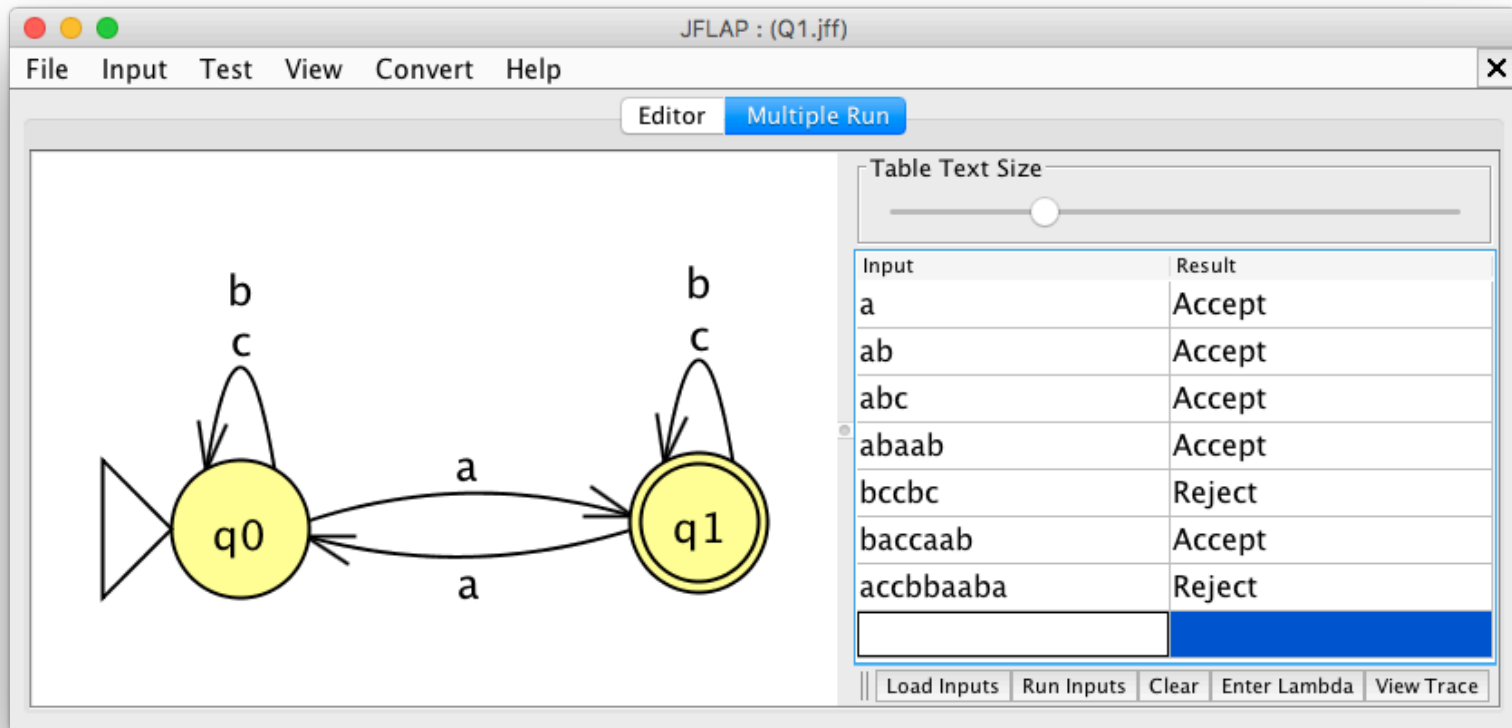 JFLAP : (Q1.jff)
File Input Test View Convert Help
Editor Multiple Run
b
c
b
c
a
q0
q1
a
Table Text Size
Input Result
a Accept
ab Accept
abc Accept
abaab Accept
bccbc Reject
baccaab Accept
accbbaaba Reject
Load Inputs Run Inputs Clear Enter Lambda View Trace